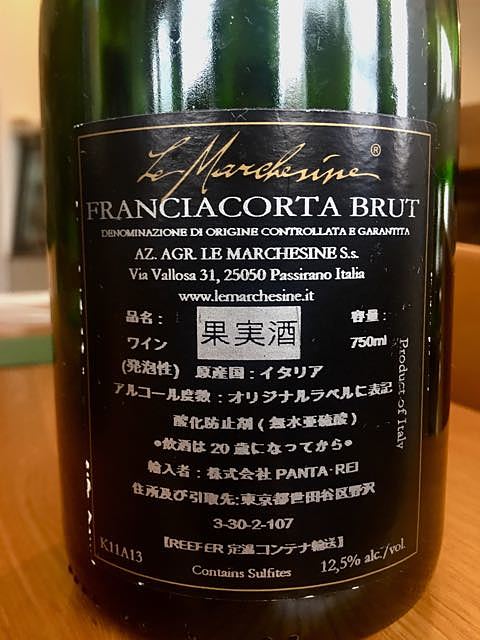 Le Marchesine ®
FRANCIACORTA BRUT
DENOMINAZIONE DI ORIGINE CONTROLLATA E GARANTITA
AZ. AGR. LE MARCHESINE S.s.
Via Vallosa 31, 25050 Passirano Italia
www.lemarchesine.it
品名: 果実酒 容量:
ワイン 750ml
(発泡性) 原産国:イタリア
アルコール度数:オリジナルラベルに表記
酸化防止剤(無水亜硫酸)
•飲酒は20歳になってから•
輸入者:株式会社 PANTA·REI
住所及び引取先:東京都世田谷区野沢
3-30-2-107
【REEFER 定温コンテナ輸送】
K11A13
Contains Sulfites
12,5% alc./vol.
Product of Italy